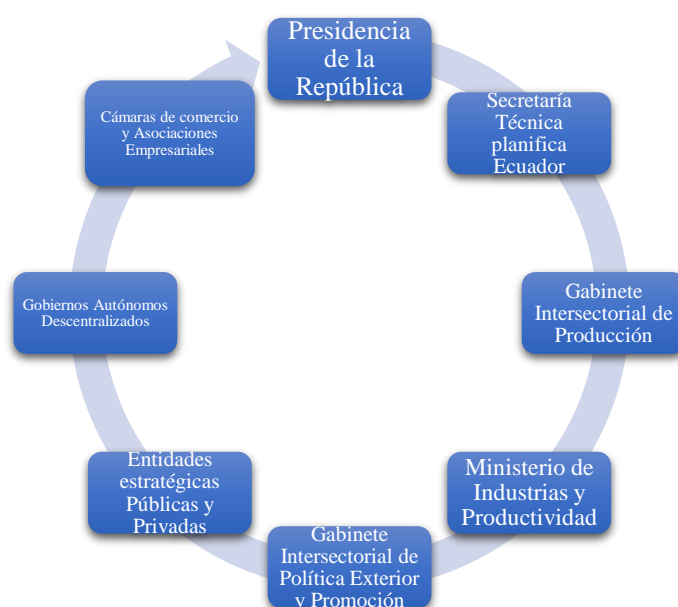 Presidencia
de la
República
Secretaría
Técnica
planifica
Ecuador
Gabinete
Intersectorial de
Producción
Ministerio de
Industrias y
Productividad
Gabinete
Intersectorial de
Política Exterior
y Promoción
Entidades
estratégicas
Públicas y
Privadas
Gobiernos Autónomos
Descentralizados
Cámaras de comercio
y Asociaciones
Empresariales